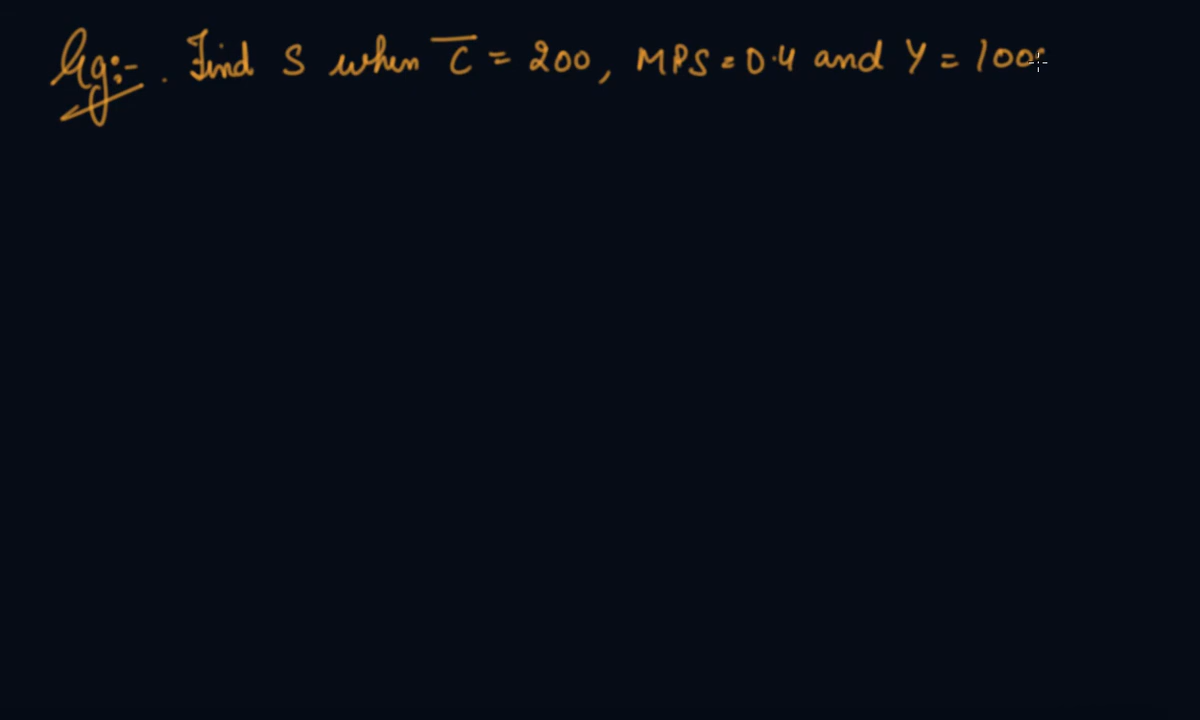 Eg:- . Find S when C̅ = 200, MPS = 0.4 and Y = 1000